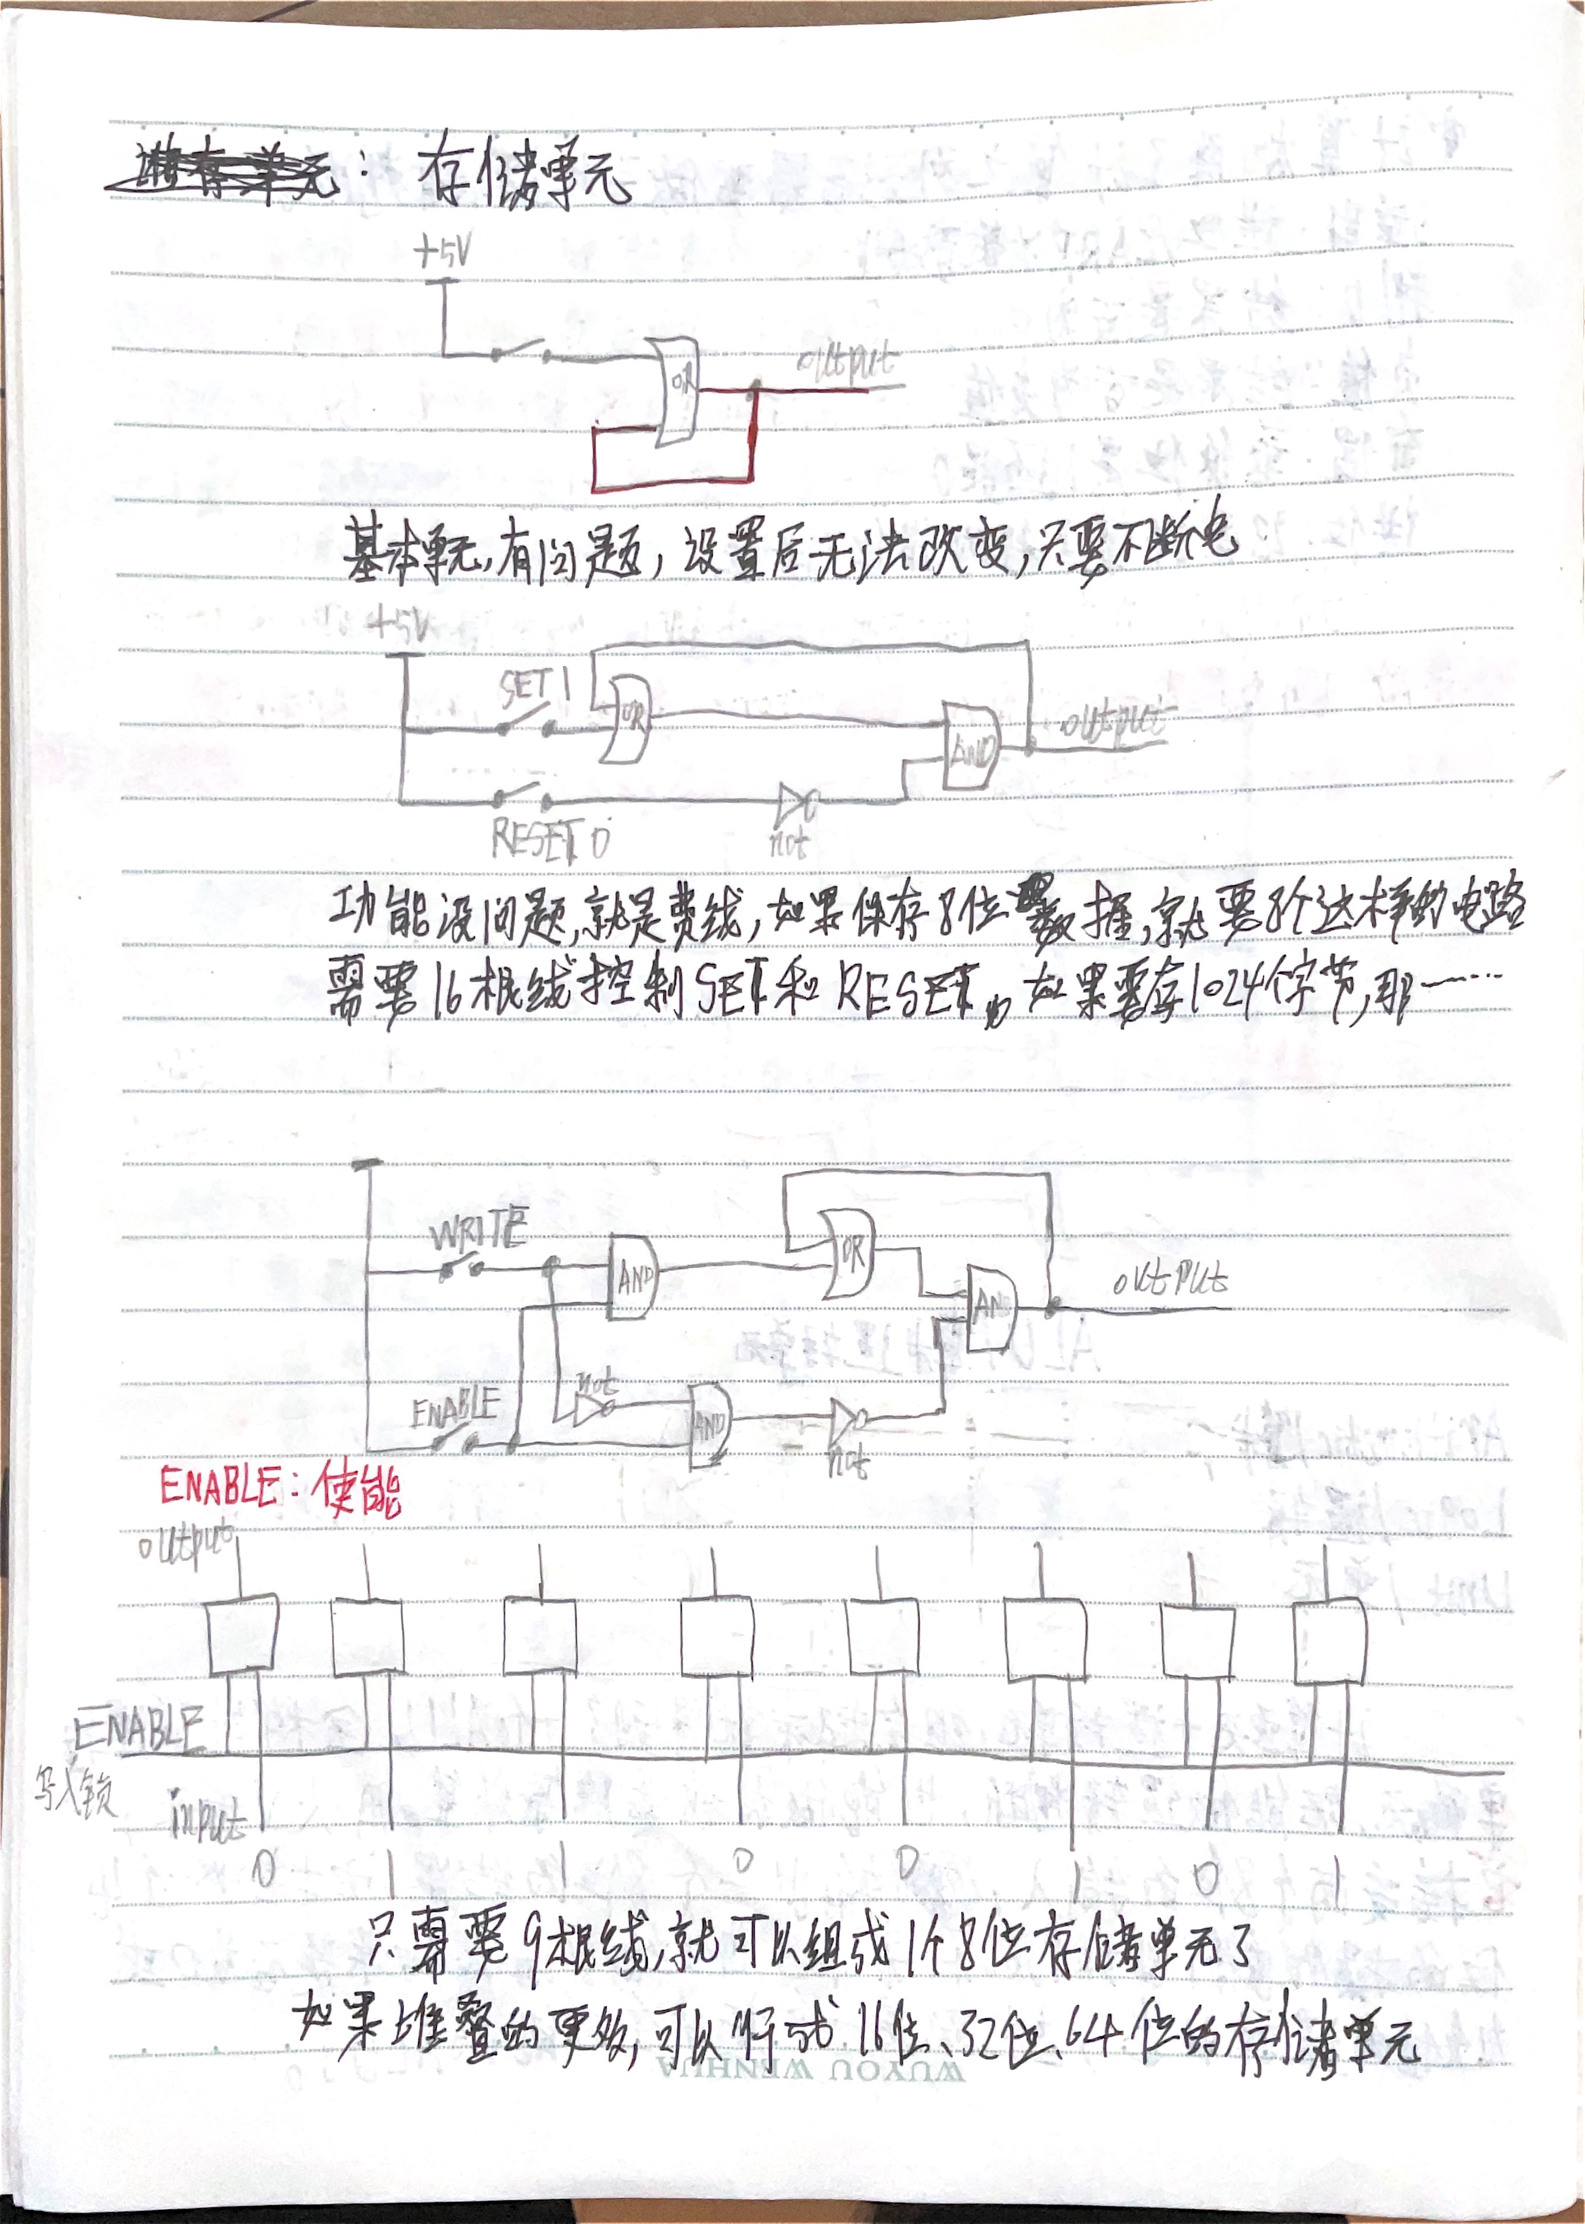 存储单元
+5V
output
OR
基本单元,有问题,设置后无法改变,只要不断电
+5V
SET 1
OR
output
AND
RESET 0
not
功能没问题,就是费线,如果保存8位数据,就要8个这样的电路
需要16根线控制SET和RESET。如果要存1024个字节,那……
WRITE
AND
OR
output
AN
ENABLE
not
AND
not
ENABLE:使能
output
ENABLE
写入锁
input
0 1 1 0 0 1 0 1
只需要9根线,就可以组成1个8位存储单元了
如果堆叠的更多,可以形成16位、32位、64位的存储单元
WUYOU WENHUA